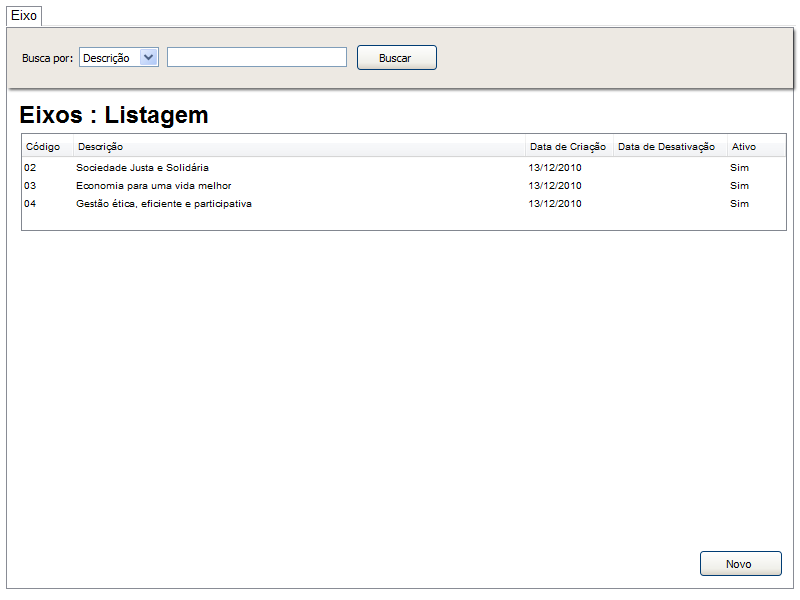 Eixo
Busca por: Descrição Buscar
Eixos : Listagem
Código Descrição Data de Criação Data de Desativação Ativo
02 Sociedade Justa e Solidária 13/12/2010 Sim
03 Economia para uma vida melhor 13/12/2010 Sim
04 Gestão ética, eficiente e participativa 13/12/2010 Sim
Novo